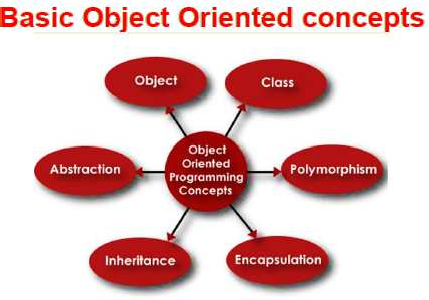 Basic Object Oriented concepts
Object
Class
Abstraction
Object
Oriented
Programming
Concepts
Polymorphism
Inheritance
Encapsulation